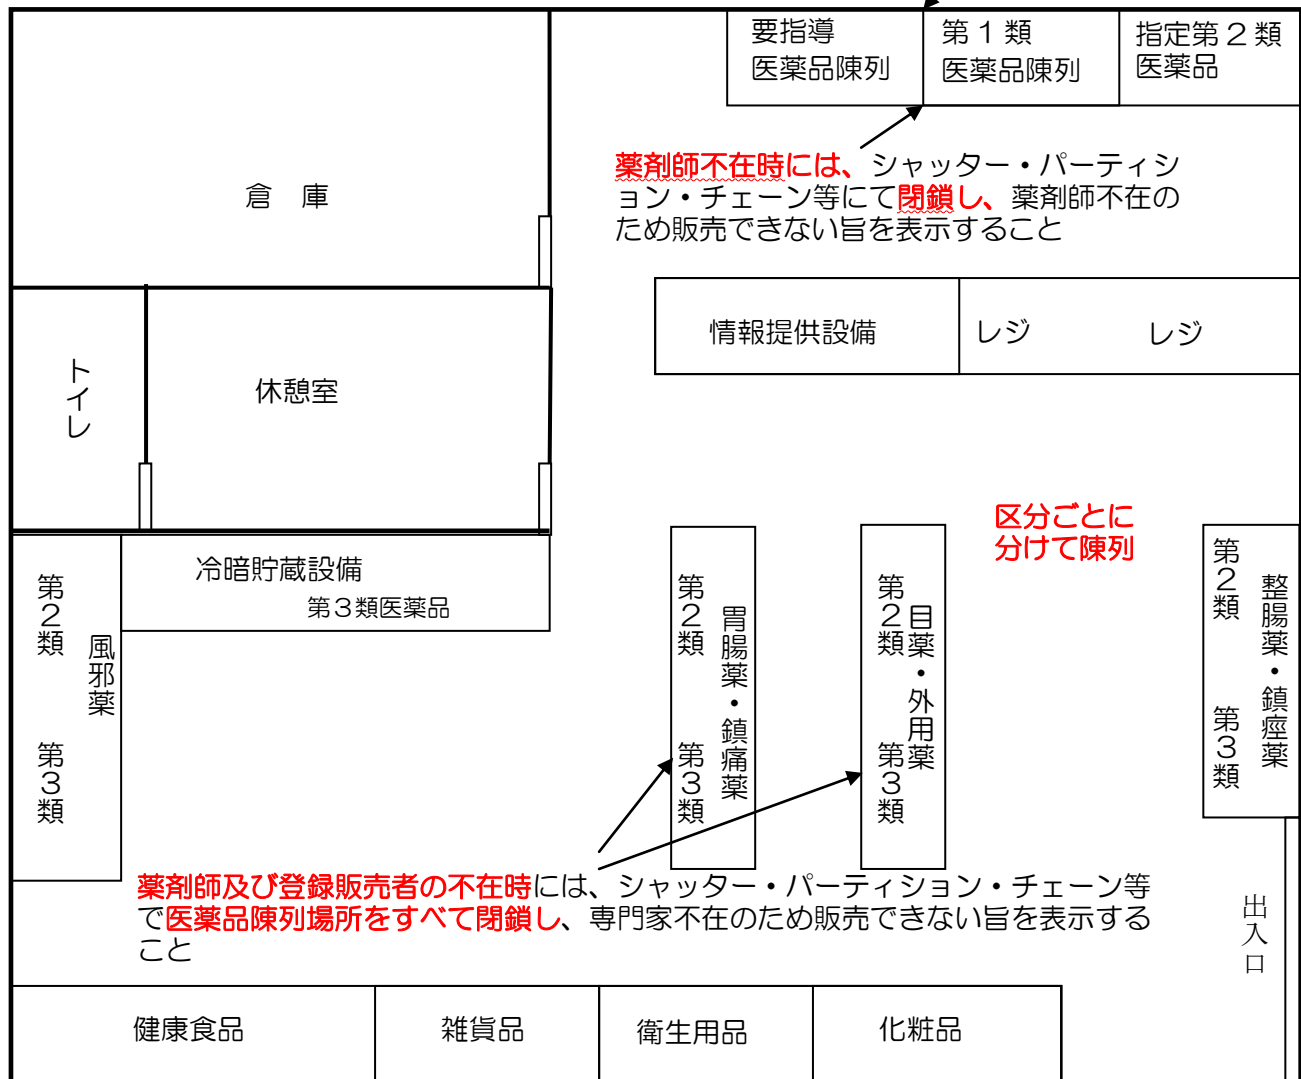 要指導
医薬品陳列
第1類
医薬品陳列
指定第2類
医薬品
薬剤師不在時には、シャッター・パーティシ
ョン・チェーン等にて閉鎖し、薬剤師不在の
ため販売できない旨を表示すること
倉　庫
情報提供設備
レジ
レジ
トイレ
休憩室
区分ごとに
分けて陳列
冷暗貯蔵設備
第3類医薬品
第2類
風邪薬
第3類
第2類
胃腸薬・鎮痛薬
第3類
第2類
目薬・外用薬
第3類
第2類
整腸薬・鎮痙薬
第3類
薬剤師及び登録販売者の不在時には、シャッター・パーティション・チェーン等
で医薬品陳列場所をすべて閉鎖し、専門家不在のため販売できない旨を表示する
こと
出入口
健康食品
雑貨品
衛生用品
化粧品